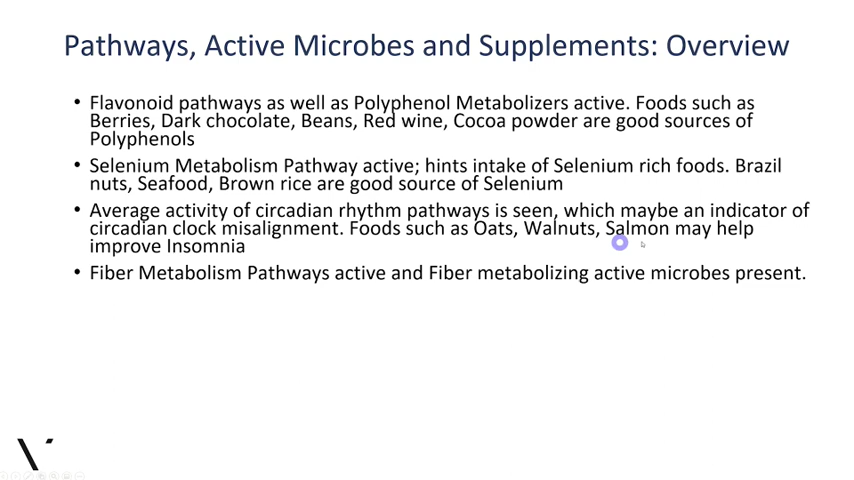 Pathways, Active Microbes and Supplements: Overview
• Flavonoid pathways as well as Polyphenol Metabolizers active. Foods such as
Berries, Dark chocolate, Beans, Red wine, Cocoa powder are good sources of
Polyphenols
• Selenium Metabolism Pathway active; hints intake of Selenium rich foods. Brazil
nuts, Seafood, Brown rice are good source of Selenium
• Average activity of circadian rhythm pathways is seen, which maybe an indicator of
circadian clock misalignment. Foods such as Oats, Walnuts, Salmon may help
improve Insomnia
• Fiber Metabolism Pathways active and Fiber metabolizing active microbes present.